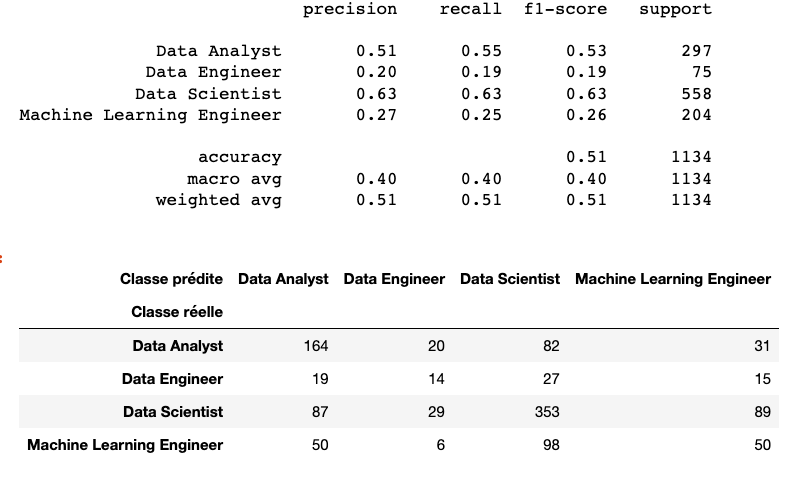 precision recall f1-score support
Data Analyst 0.51 0.55 0.53 297
Data Engineer 0.20 0.19 0.19 75
Data Scientist 0.63 0.63 0.63 558
Machine Learning Engineer 0.27 0.25 0.26 204
accuracy 0.51 1134
macro avg 0.40 0.40 0.40 1134
weighted avg 0.51 0.51 0.51 1134
:
Classe prédite Data Analyst Data Engineer Data Scientist Machine Learning Engineer
Classe réelle
Data Analyst 164 20 82 31
Data Engineer 19 14 27 15
Data Scientist 87 29 353 89
Machine Learning Engineer 50 6 98 50